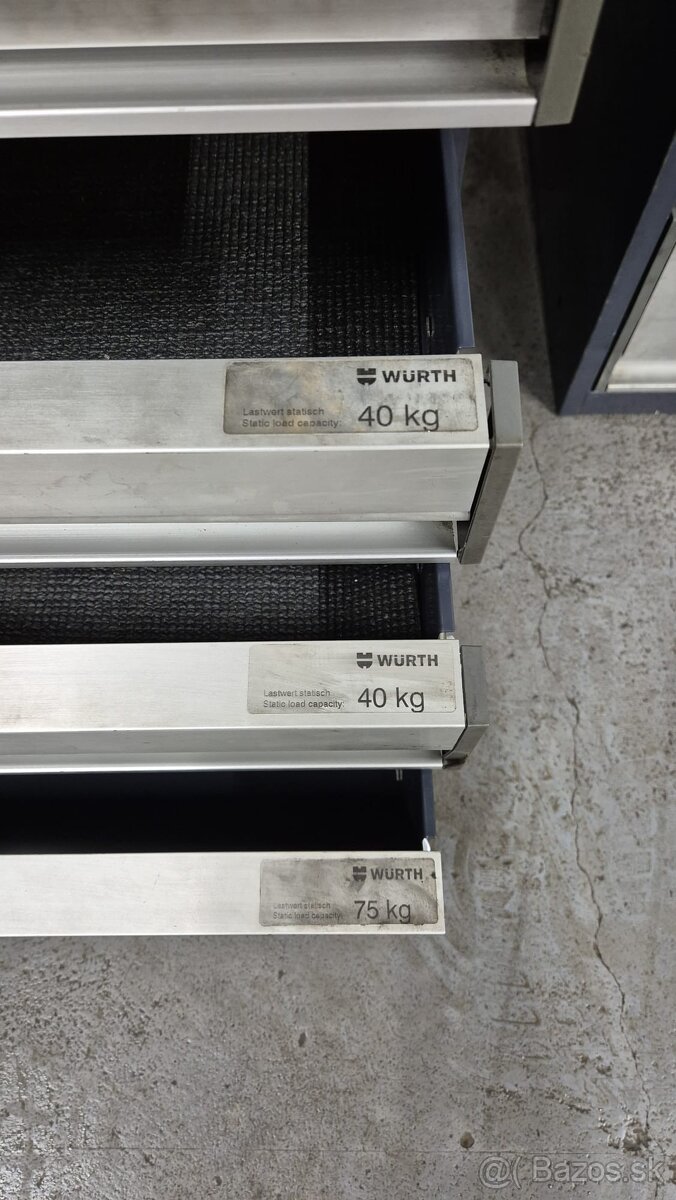 WÜRTH
Lastwert statisch
Static load capacity: 40 kg
WÜRTH
Lastwert statisch
Static load capacity: 40 kg
WÜRTH
Lastwert statisch
Static load capacity: 75 kg
@( Bazos.sk